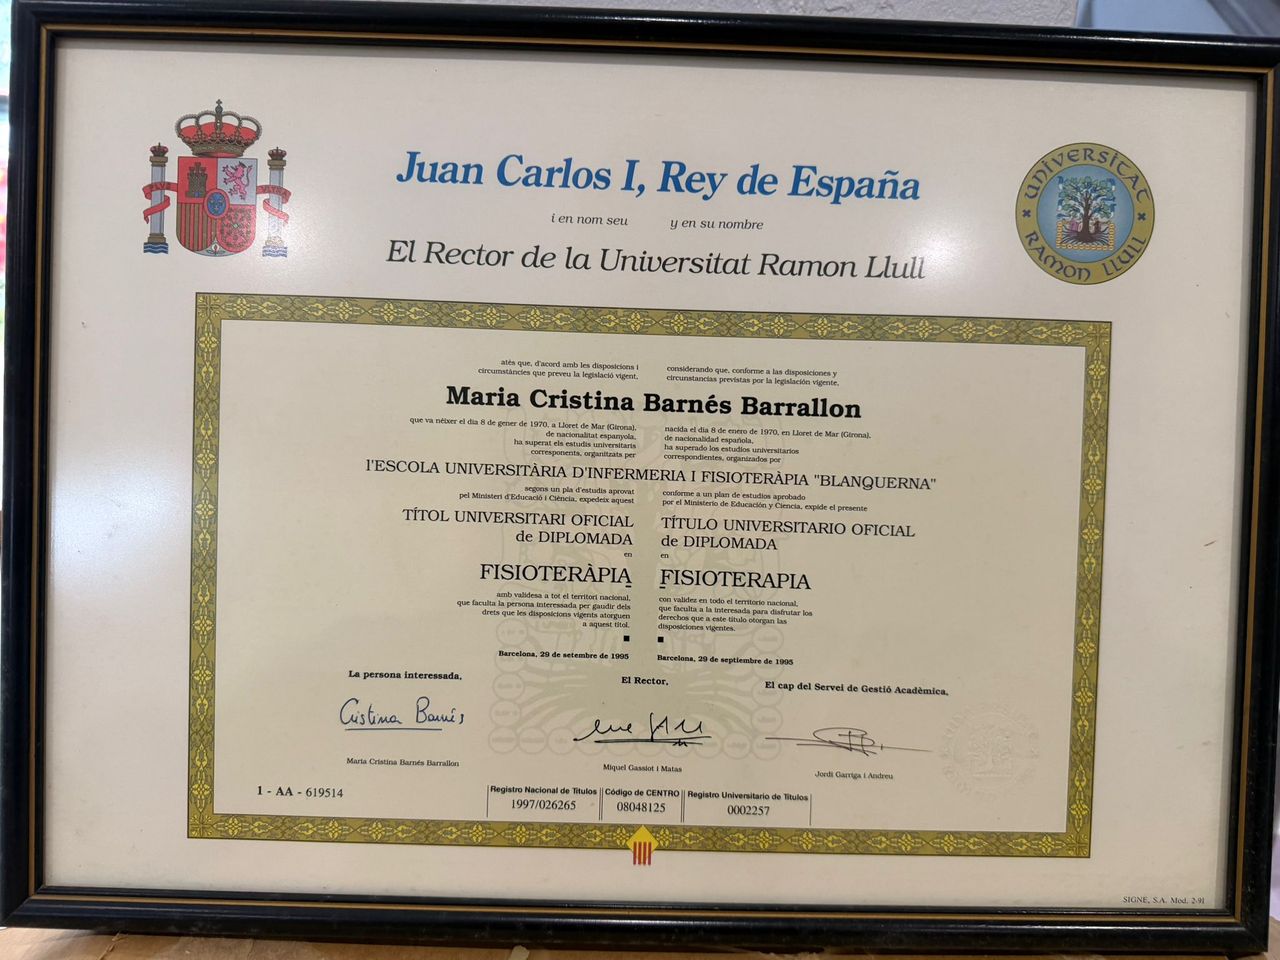 Juan Carlos I, Rey de España
i en nom seu y en su nombre
El Rector de la Universitat Ramon Llull
UNIVERSITAT RAMON LLULL
PLVS VLTRA
atès que, d'acord amb les disposicions i
circumstàncies que preveu la legislació vigent,
considerando que, conforme a las disposiciones y
circunstancias previstas por la legislación vigente,
Maria Cristina Barnés Barrallon
que va néixer el dia 8 de gener de 1970, a Lloret de Mar (Girona),
de nacionalitat espanyola,
ha superat els estudis universitaris
corresponents, organitzats per
nacida el día 8 de enero de 1970, en Lloret de Mar (Girona),
de nacionalidad española,
ha superado los estudios universitarios
correspondientes, organizados por
l'ESCOLA UNIVERSITÀRIA D'INFERMERIA I FISIOTERÀPIA "BLANQUERNA"
segons un pla d'estudis aprovat
pel Ministeri d'Educació i Ciència, expedeix aquest
conforme a un plan de estudios aprobado
por el Ministerio de Educación y Ciencia, expide el presente
TÍTOL UNIVERSITARI OFICIAL
de DIPLOMADA
en
FISIOTERÀPIA
TÍTULO UNIVERSITARIO OFICIAL
de DIPLOMADA
en
FISIOTERAPIA
amb validesa a tot el territori nacional,
que faculta la persona interessada per gaudir dels
drets que les disposicions vigents atorguen
a aquest títol.
con validez en todo el territorio nacional,
que faculta a la interesada para disfrutar los
derechos que a este título otorgan las
disposiciones vigentes.
Barcelona, 29 de setembre de 1995
Barcelona, 29 de septiembre de 1995
La persona interessada,
El Rector,
El cap del Servei de Gestió Acadèmica,
Cristina Barnés
Maria Cristina Barnés Barrallon
Miquel Gassiot i Matas
Jordi Garriga i Andreu
1 - AA - 619514
Registro Nacional de Títulos
1997/026265
Código de CENTRO
08048125
Registro Universitario de Títulos
0002257
SIGNE, S.A. Mod. 2-91